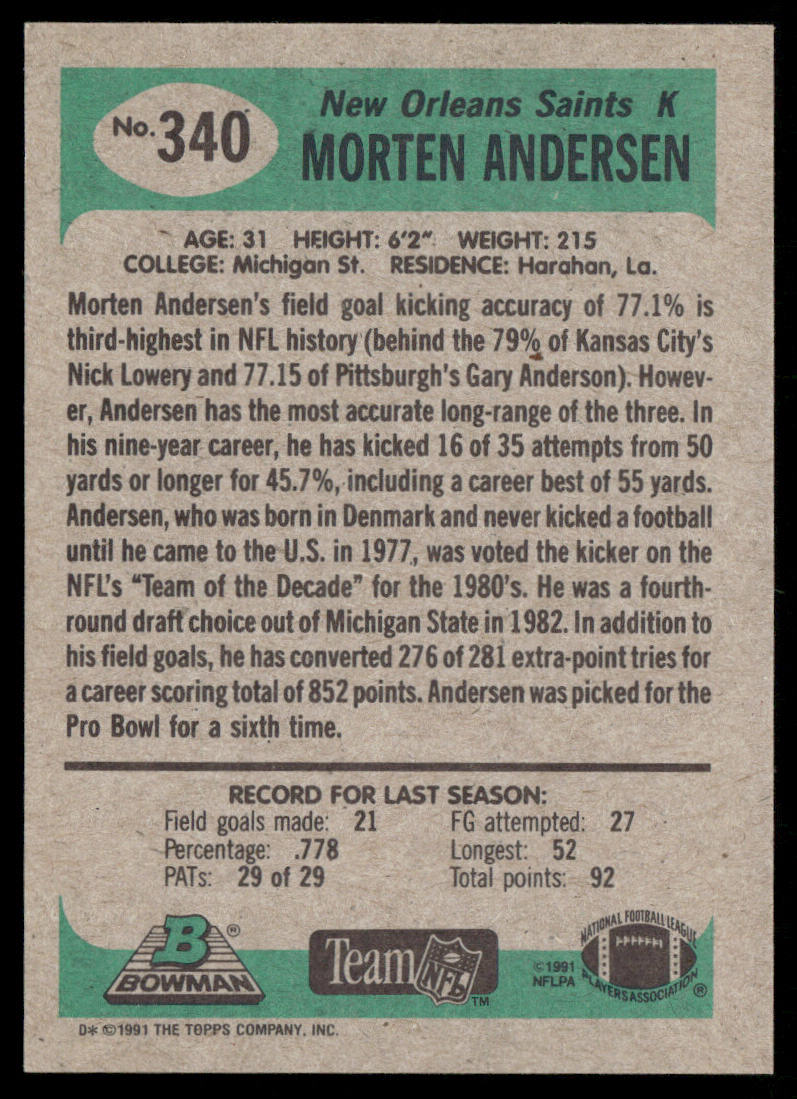 No. 340
New Orleans Saints K
MORTEN ANDERSEN
AGE: 31 HEIGHT: 6'2" WEIGHT: 215
COLLEGE: Michigan St. RESIDENCE: Harahan, La.
Morten Andersen's field goal kicking accuracy of 77.1% is
third-highest in NFL history (behind the 79% of Kansas City's
Nick Lowery and 77.15 of Pittsburgh's Gary Anderson). Howev-
er, Andersen has the most accurate long-range of the three. In
his nine-year career, he has kicked 16 of 35 attempts from 50
yards or longer for 45.7%, including a career best of 55 yards.
Andersen, who was born in Denmark and never kicked a football
until he came to the U.S. in 1977, was voted the kicker on the
NFL's "Team of the Decade" for the 1980's. He was a fourth-
round draft choice out of Michigan State in 1982. In addition to
his field goals, he has converted 276 of 281 extra-point tries for
a career scoring total of 852 points. Andersen was picked for the
Pro Bowl for a sixth time.
RECORD FOR LAST SEASON:
Field goals made: 21 FG attempted: 27
Percentage: .778 Longest: 52
PATs: 29 of 29 Total points: 92
B®
BOWMAN
Team NFL™
©1991
NFLPA
NATIONAL FOOTBALL LEAGUE
PLAYERS ASSOCIATION®
D* ©1991 THE TOPPS COMPANY, INC.